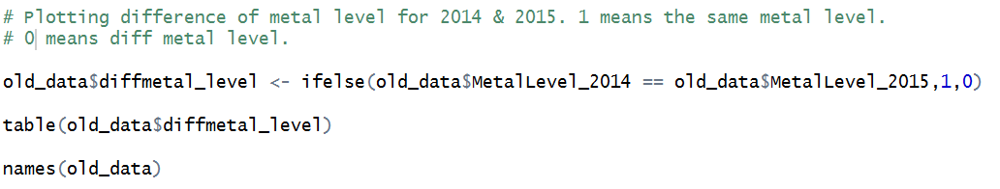 # Plotting difference of metal level for 2014 & 2015. 1 means the same metal level.
# 0 means diff metal level.
old_data$diffmetal_level <- ifelse(old_data$MetalLevel_2014 == old_data$MetalLevel_2015,1,0)
table(old_data$diffmetal_level)
names(old_data)